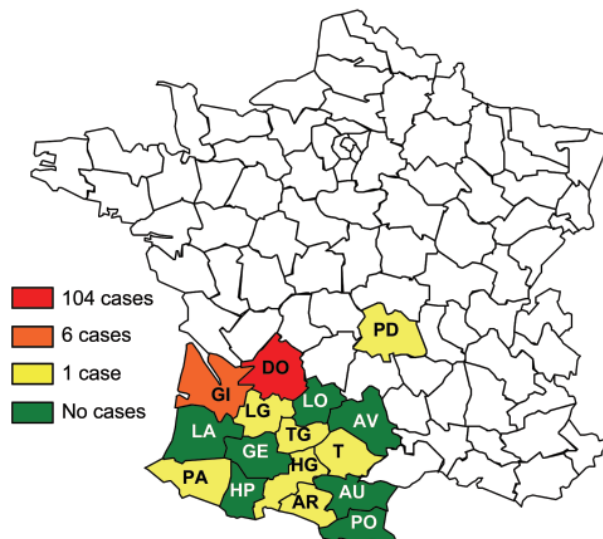 104 cases
6 cases
1 case
No cases
PD
DO
GI
LO
LG
AV
LA
TG
GE
T
HG
PA
HP
AU
AR
PO